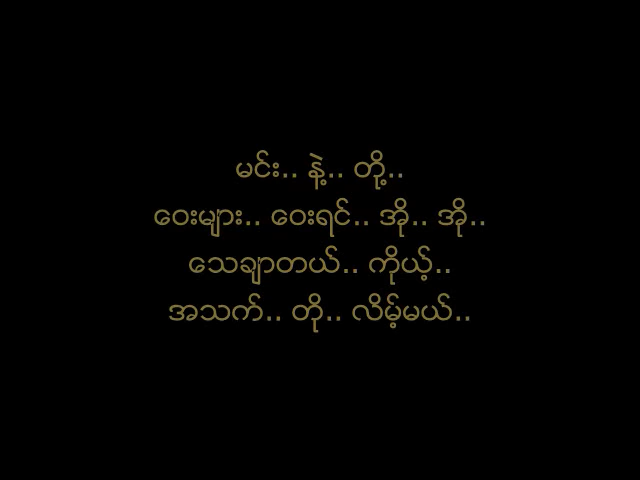 မင်း.. နဲ့.. တို့..
ဝေးများ.. ဝေးရင်.. အို.. အို..
သေချာတယ်.. ကိုယ့်..
အသက်.. တို.. လိမ့်မယ်..